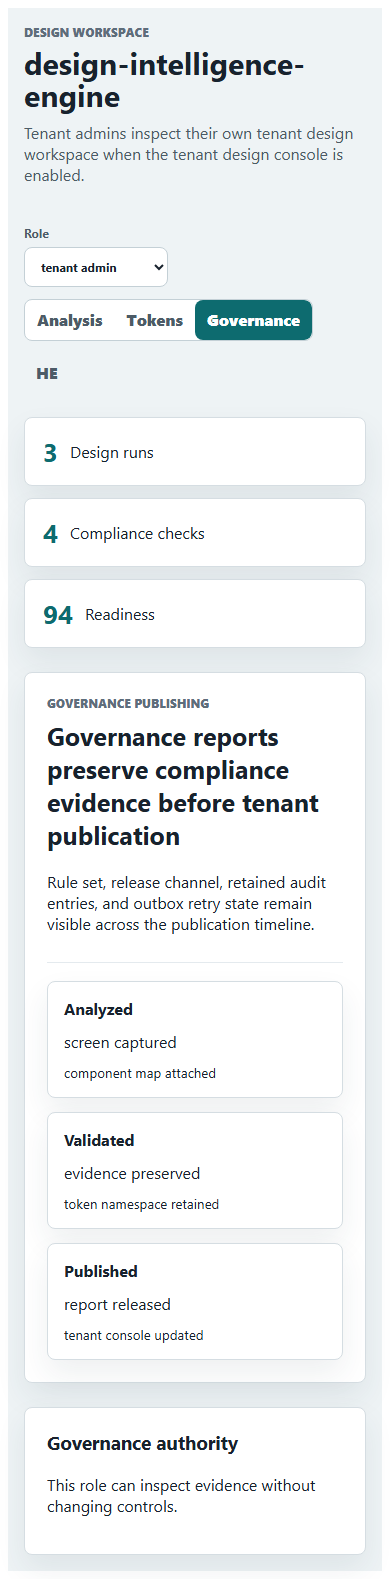 DESIGN WORKSPACE
design-intelligence-
engine
Tenant admins inspect their own tenant design
workspace when the tenant design console is
enabled.
Role
tenant admin
Analysis Tokens Governance
HE
3 Design runs
4 Compliance checks
94 Readiness
GOVERNANCE PUBLISHING
Governance reports
preserve compliance
evidence before tenant
publication
Rule set, release channel, retained audit
entries, and outbox retry state remain
visible across the publication timeline.
Analyzed
screen captured
component map attached
Validated
evidence preserved
token namespace retained
Published
report released
tenant console updated
Governance authority
This role can inspect evidence without
changing controls.